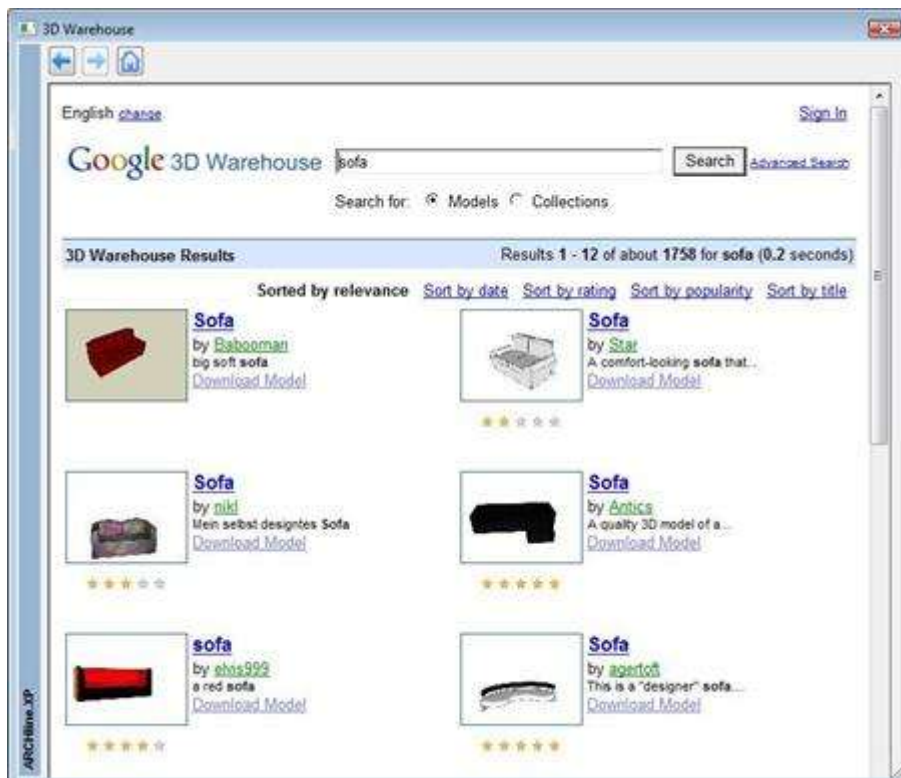 3D Warehouse
English change
Sign In
Google 3D Warehouse
sofa
Search
Advanced Search
Search for: Models Collections
3D Warehouse Results
Results 1 - 12 of about 1758 for sofa (0.2 seconds)
Sorted by relevance Sort by date Sort by rating Sort by popularity Sort by title
Sofa
by Babooman
big soft sofa
Download Model
Sofa
by Star
A comfort-looking sofa that...
Download Model
Sofa
by nikl
Mein selbst designtes Sofa
Download Model
Sofa
by Antics
A quality 3D model of a...
Download Model
sofa
by
a red sofa
Download Model
Sofa
by agertoft
This is a "designer" sofa...
Download Model
ARCHline.XP